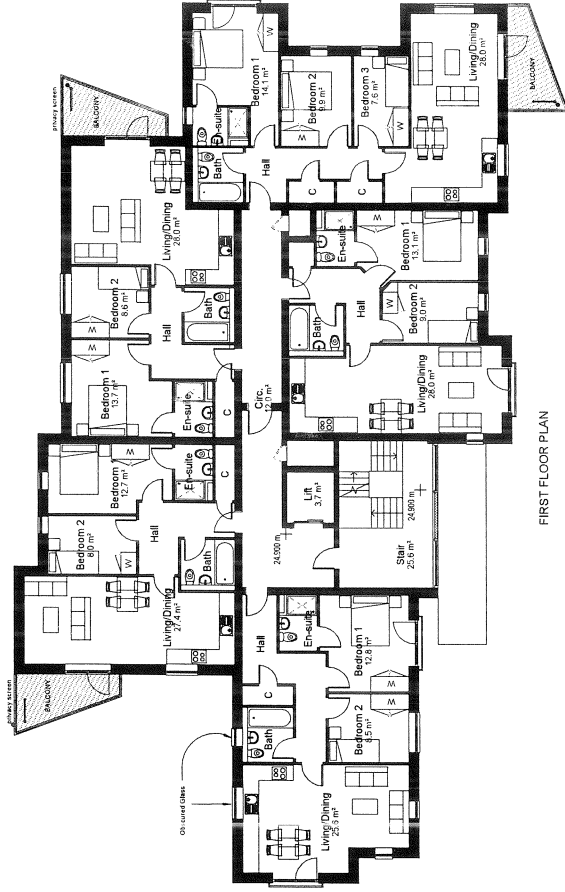 Bedroom 1
14.1 m²
W
Bedroom 2
9.9 m²
W
Bedroom 3
7.6 m²
W
Living/Dining
28.0 m²
BALCONY
En-suite
Bath
Hall
C
C
privacy screen
BALCONY
Living/Dining
28.0 m²
Bedroom 2
8.6 m²
W
Hall
Bath
W
Bedroom 1
13.7 m²
En-suite
C
Circ.
12.0 m²
En-suite
W
Bedroom 1
13.1 m²
Hall
Bath
W
Bedroom 2
9.0 m²
Living/Dining
28.0 m²
Bedroom
12.7 m²
W
En-suite
C
Bedroom 2
8.0 m²
W
Hall
Bath
Living/Dining
27.4 m²
privacy screen
BALCONY
Lift
3.7 m²
24.900 m
24.900 m
Stair
25.6 m²
Hall
En-suite
Bedroom 1
12.8 m²
W
C
Bath
W
Bedroom 2
8.5 m²
Living/Dining
25.6 m²
Obscured Glass
FIRST FLOOR PLAN